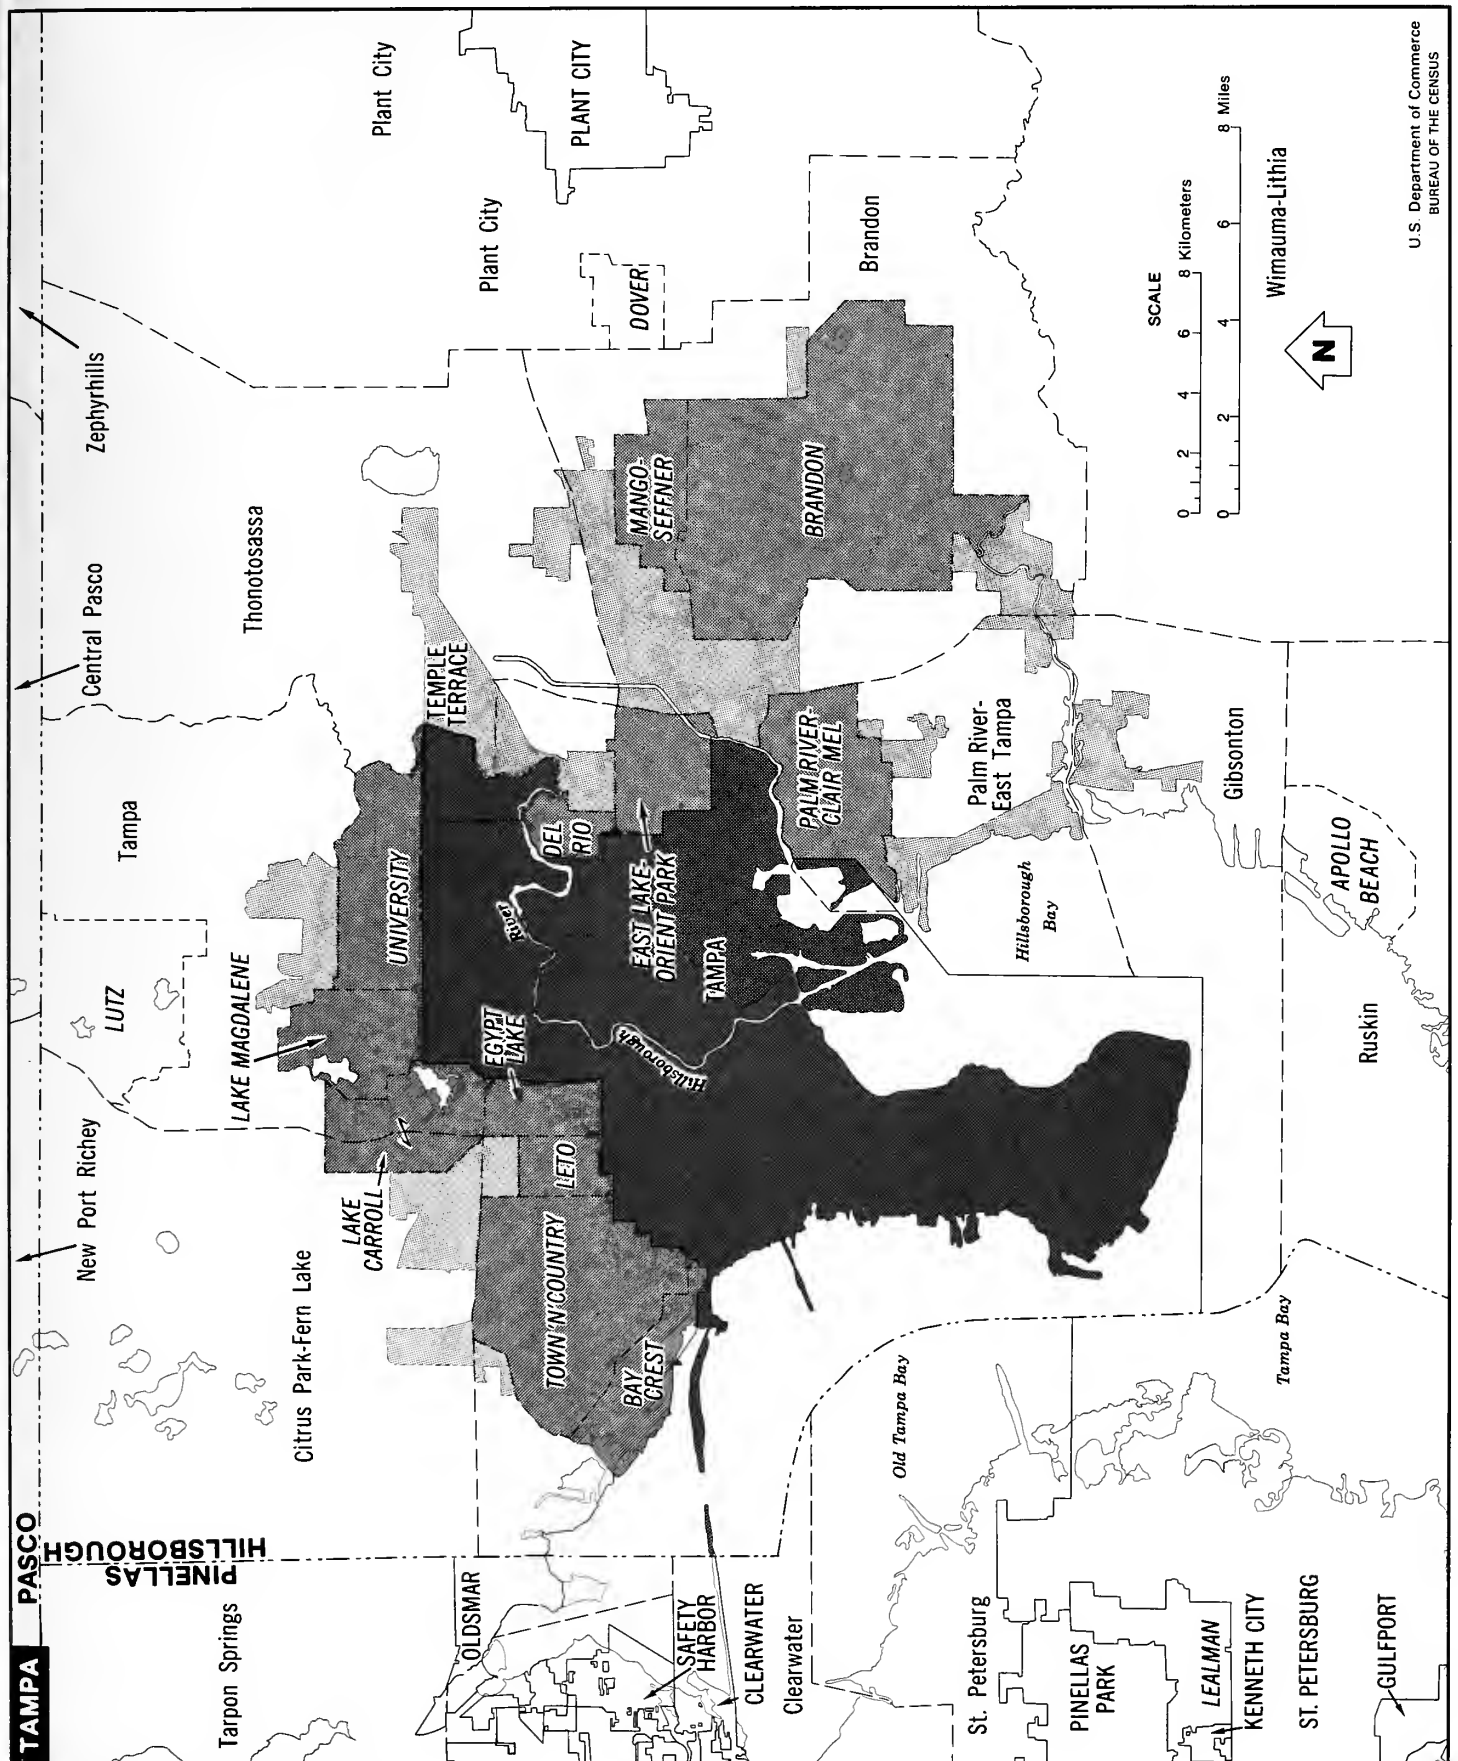 TAMPA
PASCO
HILLSBOROUGH
PINELLAS
New Port Richey
Central Pasco
Zephyrhills
Tarpon Springs
LUTZ
Tampa
Thonotosassa
Plant City
Citrus Park-Fern Lake
LAKE MAGDALENE
LAKE
CARROLL
UNIVERSITY
TEMPLE
TERRACE
Plant City
OLDSMAR
TOWN 'N' COUNTRY
LETO
EGYPT
LAKE
River
DEL
RIO
DOVER
PLANT CITY
BAY
CREST
Hillsborough
EAST LAKE-
ORIENT PARK
MANGO-
SEFFNER
SAFETY
HARBOR
CLEARWATER
Clearwater
TAMPA
PALM RIVER-
CLAIR MEL
BRANDON
Brandon
Old Tampa Bay
Hillsborough
Bay
Palm River-
East Tampa
St. Petersburg
PINELLAS
PARK
LEALMAN
KENNETH CITY
ST. PETERSBURG
GULFPORT
Tampa Bay
Gibsonton
APOLLO
BEACH
Ruskin
SCALE
0 2 4 6 8 Kilometers
0 2 4 6 8 Miles
Wimauma-Lithia
N
U.S. Department of Commerce
BUREAU OF THE CENSUS